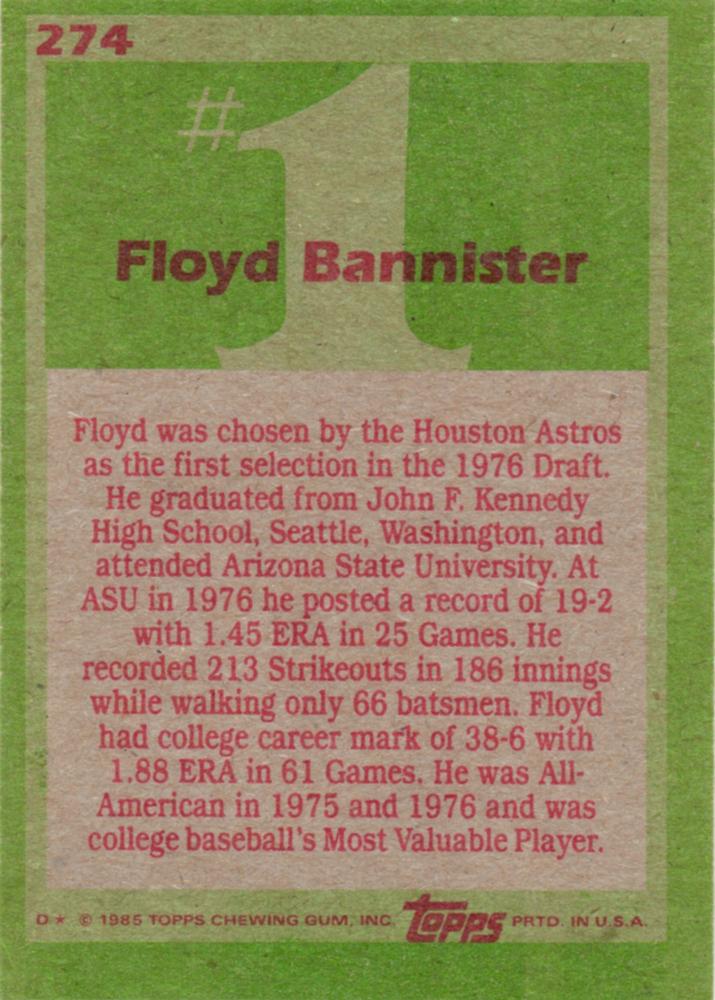 274
#1
Floyd Bannister
Floyd was chosen by the Houston Astros
as the first selection in the 1976 Draft.
He graduated from John F. Kennedy
High School, Seattle, Washington, and
attended Arizona State University. At
ASU in 1976 he posted a record of 19-2
with 1.45 ERA in 25 Games. He
recorded 213 Strikeouts in 186 innings
while walking only 66 batsmen. Floyd
had college career mark of 38-6 with
1.88 ERA in 61 Games. He was All-
American in 1975 and 1976 and was
college baseball's Most Valuable Player.
D★ © 1985 TOPPS CHEWING GUM, INC. topps PRTD. IN U.S.A.